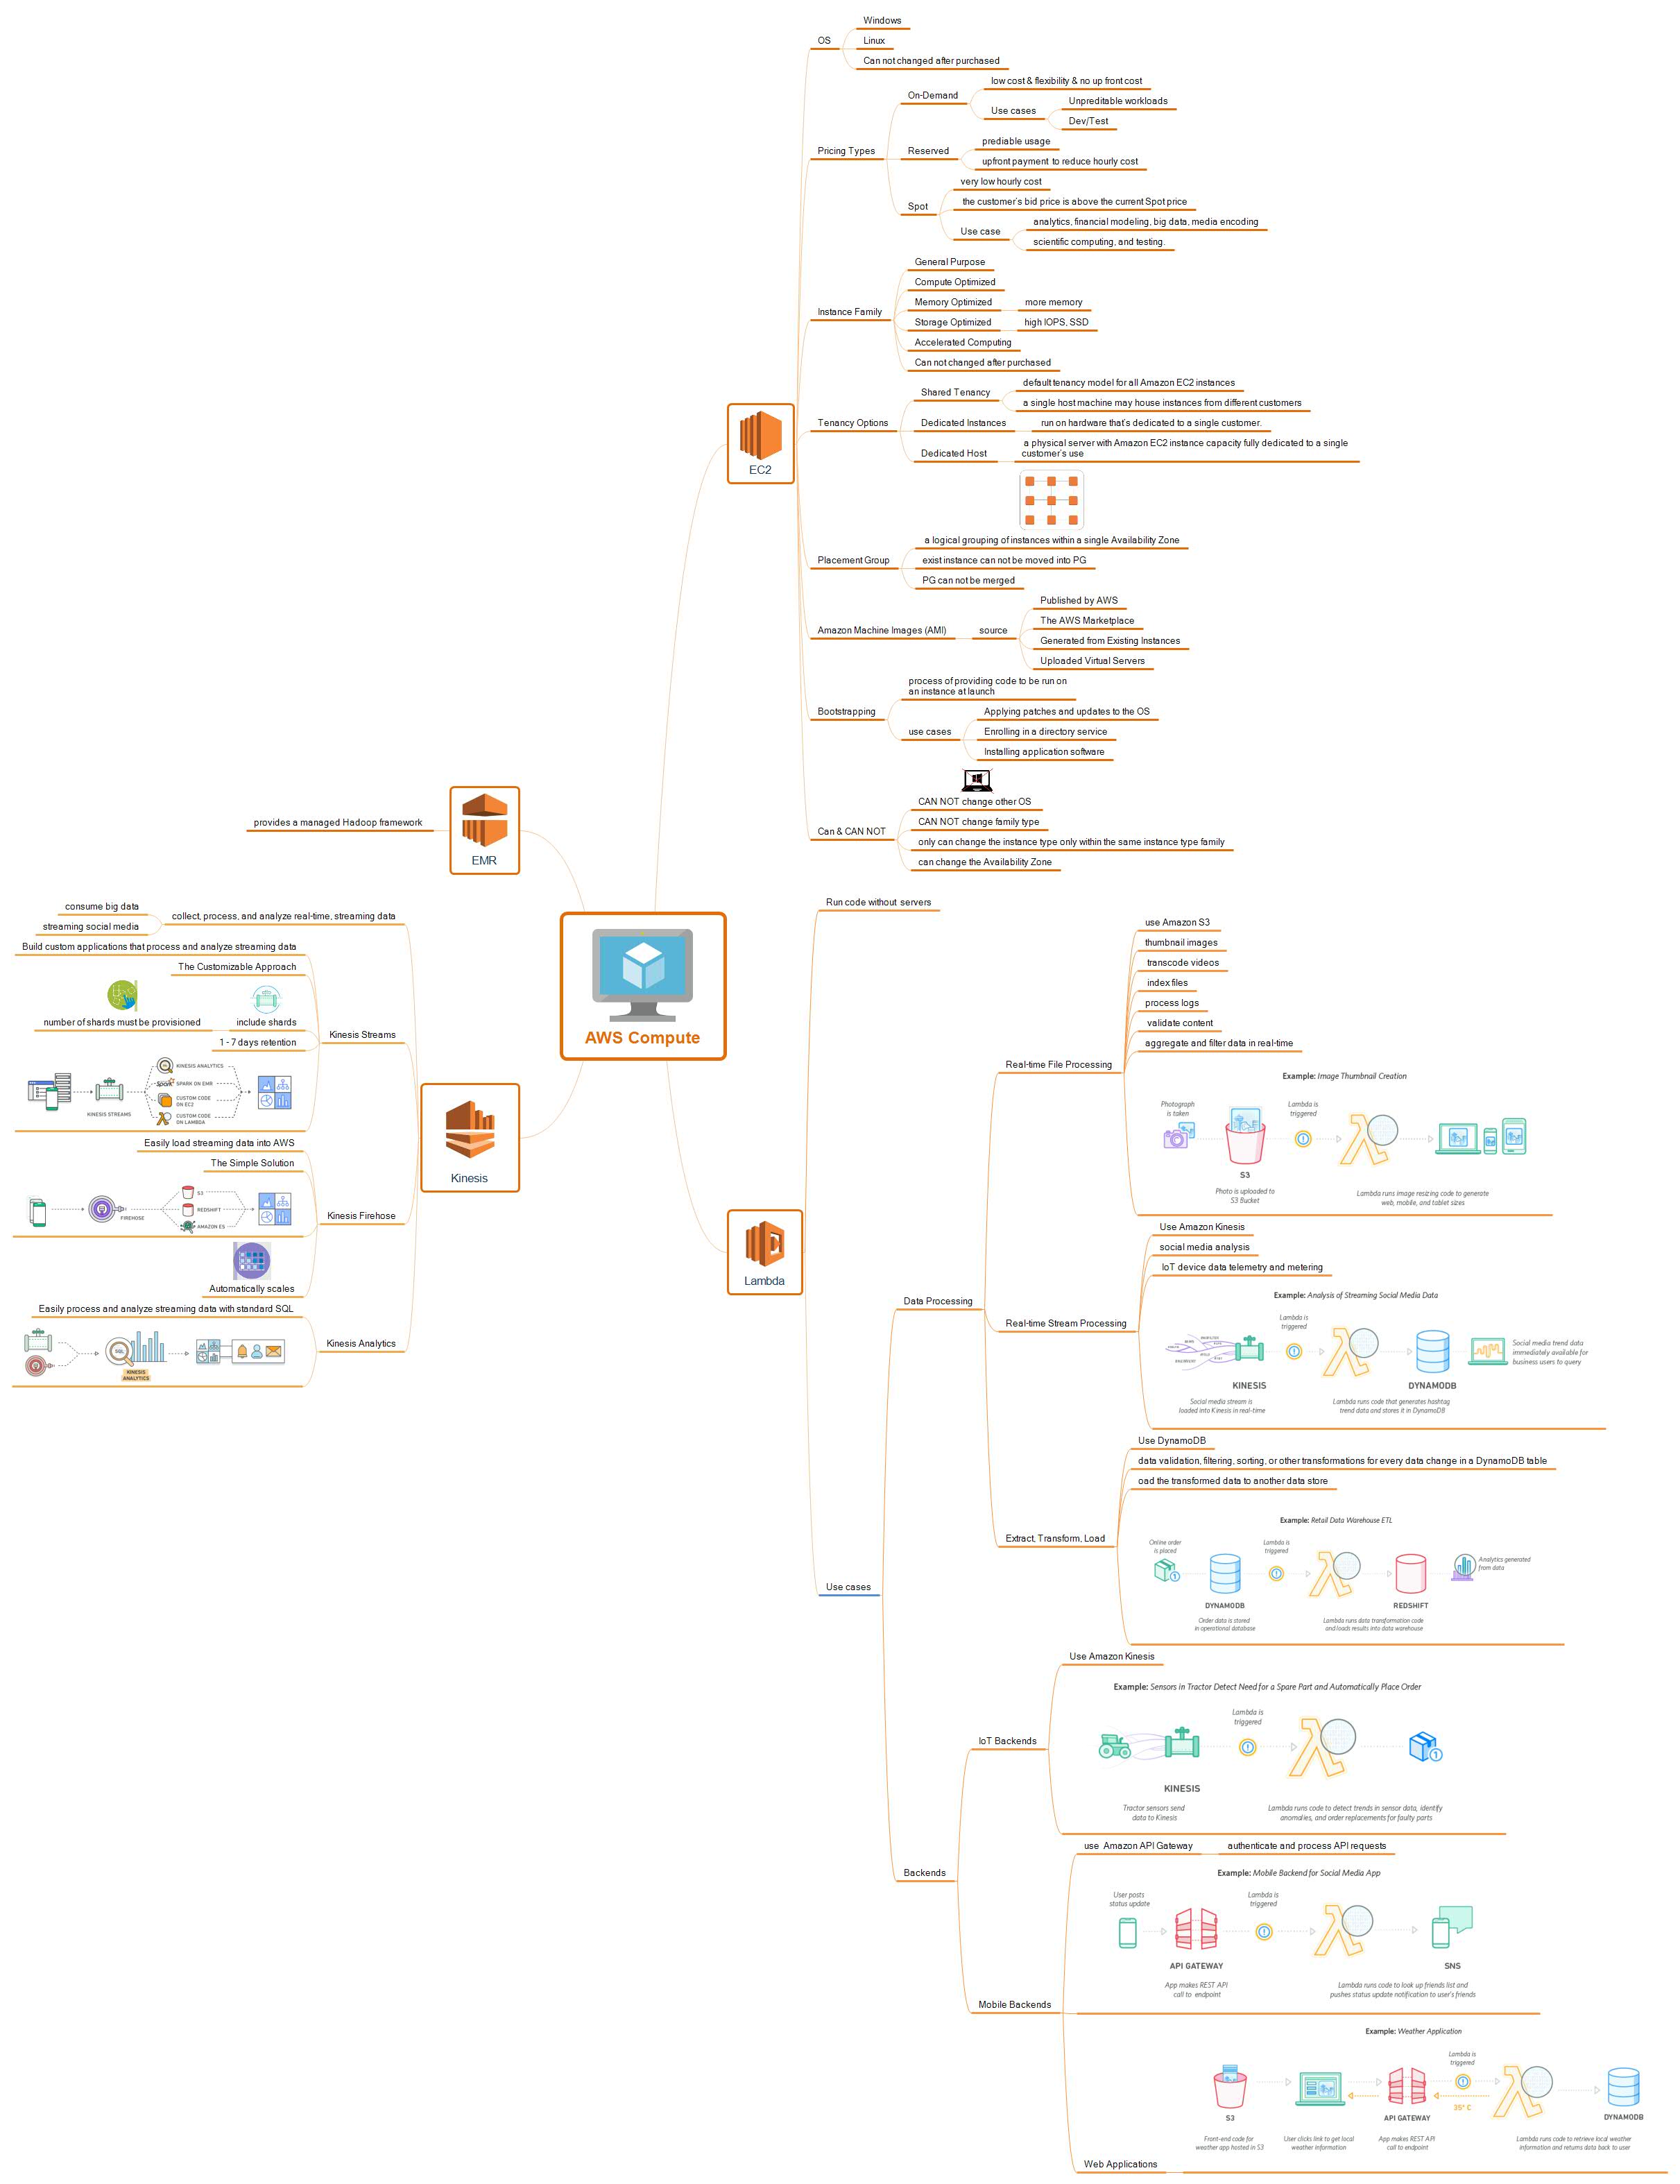 Windows
OS
Linux
Can not changed after purchased
low cost & flexibility & no up front cost
On-Demand
Unpreditable workloads
Use cases
Dev/Test
prediable usage
Pricing Types
Reserved
upfront payment to reduce hourly cost
very low hourly cost
the customer's bid price is above the current Spot price
Spot
analytics, financial modeling, big data, media encoding
Use case
scientific computing, and testing.
General Purpose
Compute Optimized
Memory Optimized
more memory
Instance Family
Storage Optimized
high IOPS, SSD
Accelerated Computing
Can not changed after purchased
Shared Tenancy
default tenancy model for all Amazon EC2 instances
a single host machine may house instances from different customers
Tenancy Options
Dedicated Instances
run on hardware that's dedicated to a single customer.
Dedicated Host
a physical server with Amazon EC2 instance capacity fully dedicated to a single
customer's use
EC2
a logical grouping of instances within a single Availability Zone
Placement Group
exist instance can not be moved into PG
PG can not be merged
Published by AWS
The AWS Marketplace
Amazon Machine Images (AMI)
source
Generated from Existing Instances
Uploaded Virtual Servers
process of providing code to be run on
an instance at launch
Bootstrapping
Applying patches and updates to the OS
use cases
Enrolling in a directory service
Installing application software
CAN NOT change other OS
CAN NOT change family type
Can & CAN NOT
only can change the instance type only within the same instance type family
can change the Availability Zone
provides a managed Hadoop framework
EMR
AWS Compute
consume big data
streaming social media
collect, process, and analyze real-time, streaming data
Build custom applications that process and analyze streaming data
The Customizable Approach
number of shards must be provisioned
include shards
Kinesis Streams
1 - 7 days retention
KINESIS STREAMS
KINESIS ANALYTICS
Spark
SPARK ON EMR
CUSTOM CODE
ON EC2
CUSTOM CODE
ON LAMBDA
Easily load streaming data into AWS
The Simple Solution
Kinesis Firehose
FIREHOSE
S3
REDSHIFT
AMAZON ES
Automatically scales
Easily process and analyze streaming data with standard SQL
Kinesis Analytics
SQL
KINESIS
ANALYTICS
Kinesis
Lambda
Run code without servers
Use cases
Data Processing
Real-time File Processing
use Amazon S3
thumbnail images
transcode videos
index files
process logs
validate content
aggregate and filter data in real-time
Example: Image Thumbnail Creation
Photograph
is taken
Lambda is
triggered
S3
Photo is uploaded to
S3 Bucket
Lambda runs image resizing code to generate
web, mobile, and tablet sizes
Real-time Stream Processing
Use Amazon Kinesis
social media analysis
IoT device data telemetry and metering
Example: Analysis of Streaming Social Media Data
Lambda is
triggered
Social media trend data
immediately available for
business users to query
KINESIS
DYNAMODB
Social media stream is
loaded into Kinesis in real-time
Lambda runs code that generates hashtag
trend data and stores it in DynamoDB
Extract, Transform, Load
Use DynamoDB
data validation, filtering, sorting, or other transformations for every data change in a DynamoDB table
oad the transformed data to another data store
Example: Retail Data Warehouse ETL
Online order
is placed
1
Lambda is
triggered
Analytics generated
from data
DYNAMODB
REDSHIFT
Order data is stored
in operational database
Lambda runs data transformation code
and loads results into data warehouse
Backends
IoT Backends
Use Amazon Kinesis
Example: Sensors in Tractor Detect Need for a Spare Part and Automatically Place Order
Lambda is
triggered
1
KINESIS
Tractor sensors send
data to Kinesis
Lambda runs code to detect trends in sensor data, identify
anomalies, and order replacements for faulty parts
Mobile Backends
use Amazon API Gateway
authenticate and process API requests
Example: Mobile Backend for Social Media App
User posts
status update
Lambda is
triggered
API GATEWAY
SNS
App makes REST API
call to endpoint
Lambda runs code to look up friends list and
pushes status update notification to user's friends
Example: Weather Application
Lambda is
triggered
35° C
S3
API GATEWAY
DYNAMODB
Front-end code for
weather app hosted in S3
User clicks link to get local
weather information
App makes REST API
call to endpoint
Lambda runs code to retrieve local weather
information and returns data back to user
Web Applications